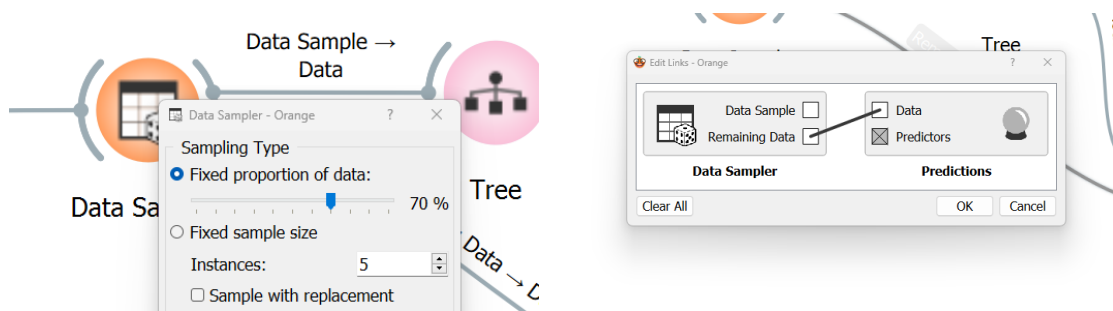 Data Sample →
Data
Data Sampler - Orange
?
Sampling Type
Fixed proportion of data:
70 %
Fixed sample size
Instances: 5
Sample with replacement
Data Sa
Tree
Data → D
Tree
Edit Links - Orange
?
Data Sample
Remaining Data
Data Sampler
Data
Predictors
Predictions
Clear All
OK
Cancel